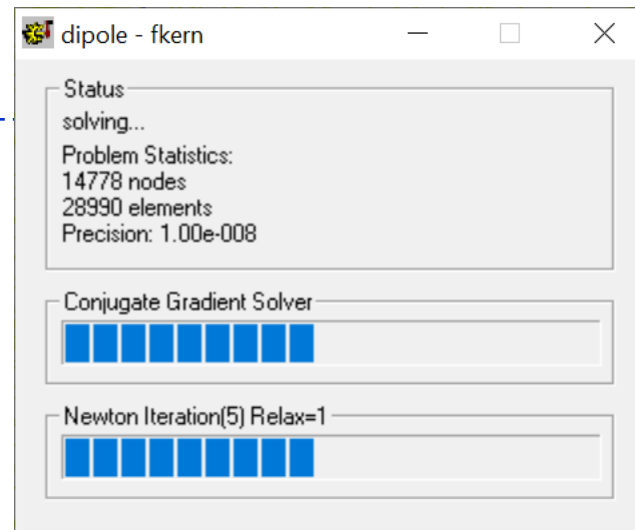 dipole - fkern
Status
solving...
Problem Statistics:
14778 nodes
28990 elements
Precision: 1.00e-008
Conjugate Gradient Solver
Newton Iteration(5) Relax=1